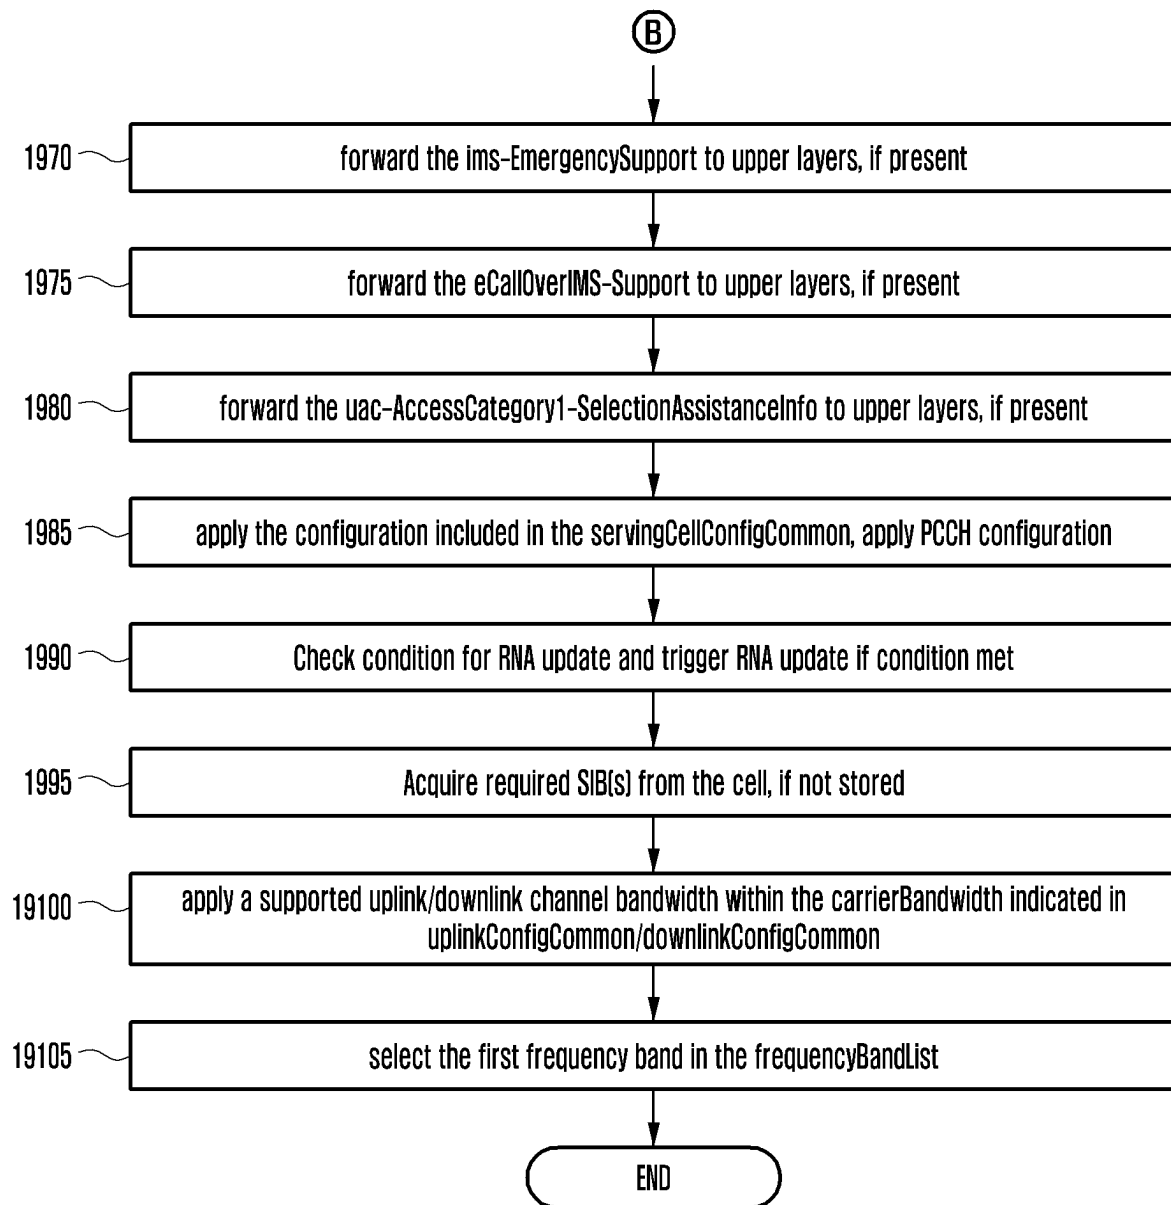 B
1970 forward the ims-EmergencySupport to upper layers, if present
1975 forward the eCallOverIMS-Support to upper layers, if present
1980 forward the uac-AccessCategory1-SelectionAssistanceInfo to upper layers, if present
1985 apply the configuration included in the servingCellConfigCommon, apply PCCH configuration
1990 Check condition for RNA update and trigger RNA update if condition met
1995 Acquire required SIB(s) from the cell, if not stored
19100 apply a supported uplink/downlink channel bandwidth within the carrierBandwidth indicated in
uplinkConfigCommon/downlinkConfigCommon
19105 select the first frequency band in the frequencyBandList
END